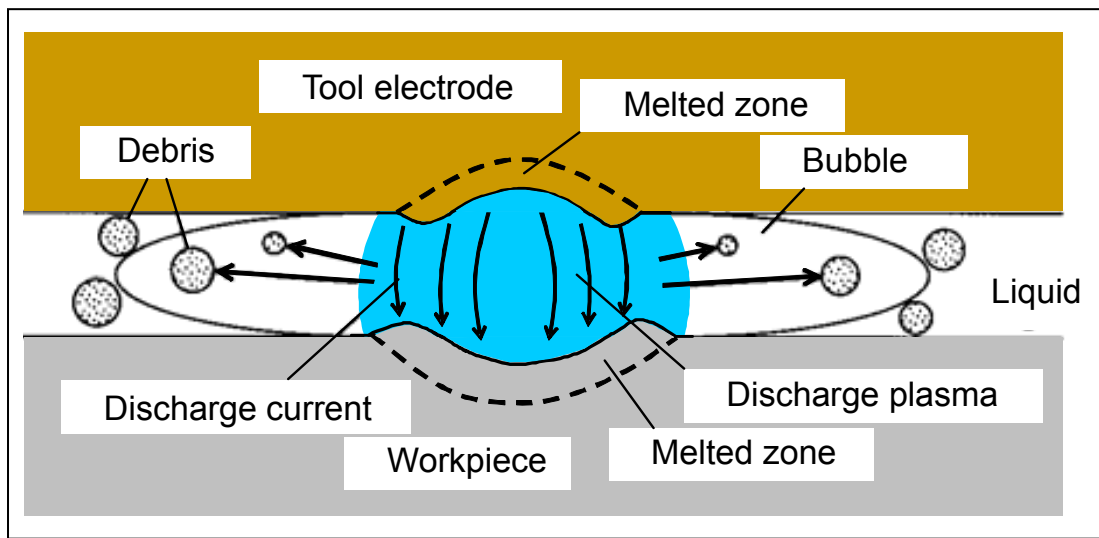 Tool electrode
Melted zone
Debris
Bubble
Liquid
Discharge current
Discharge plasma
Workpiece
Melted zone